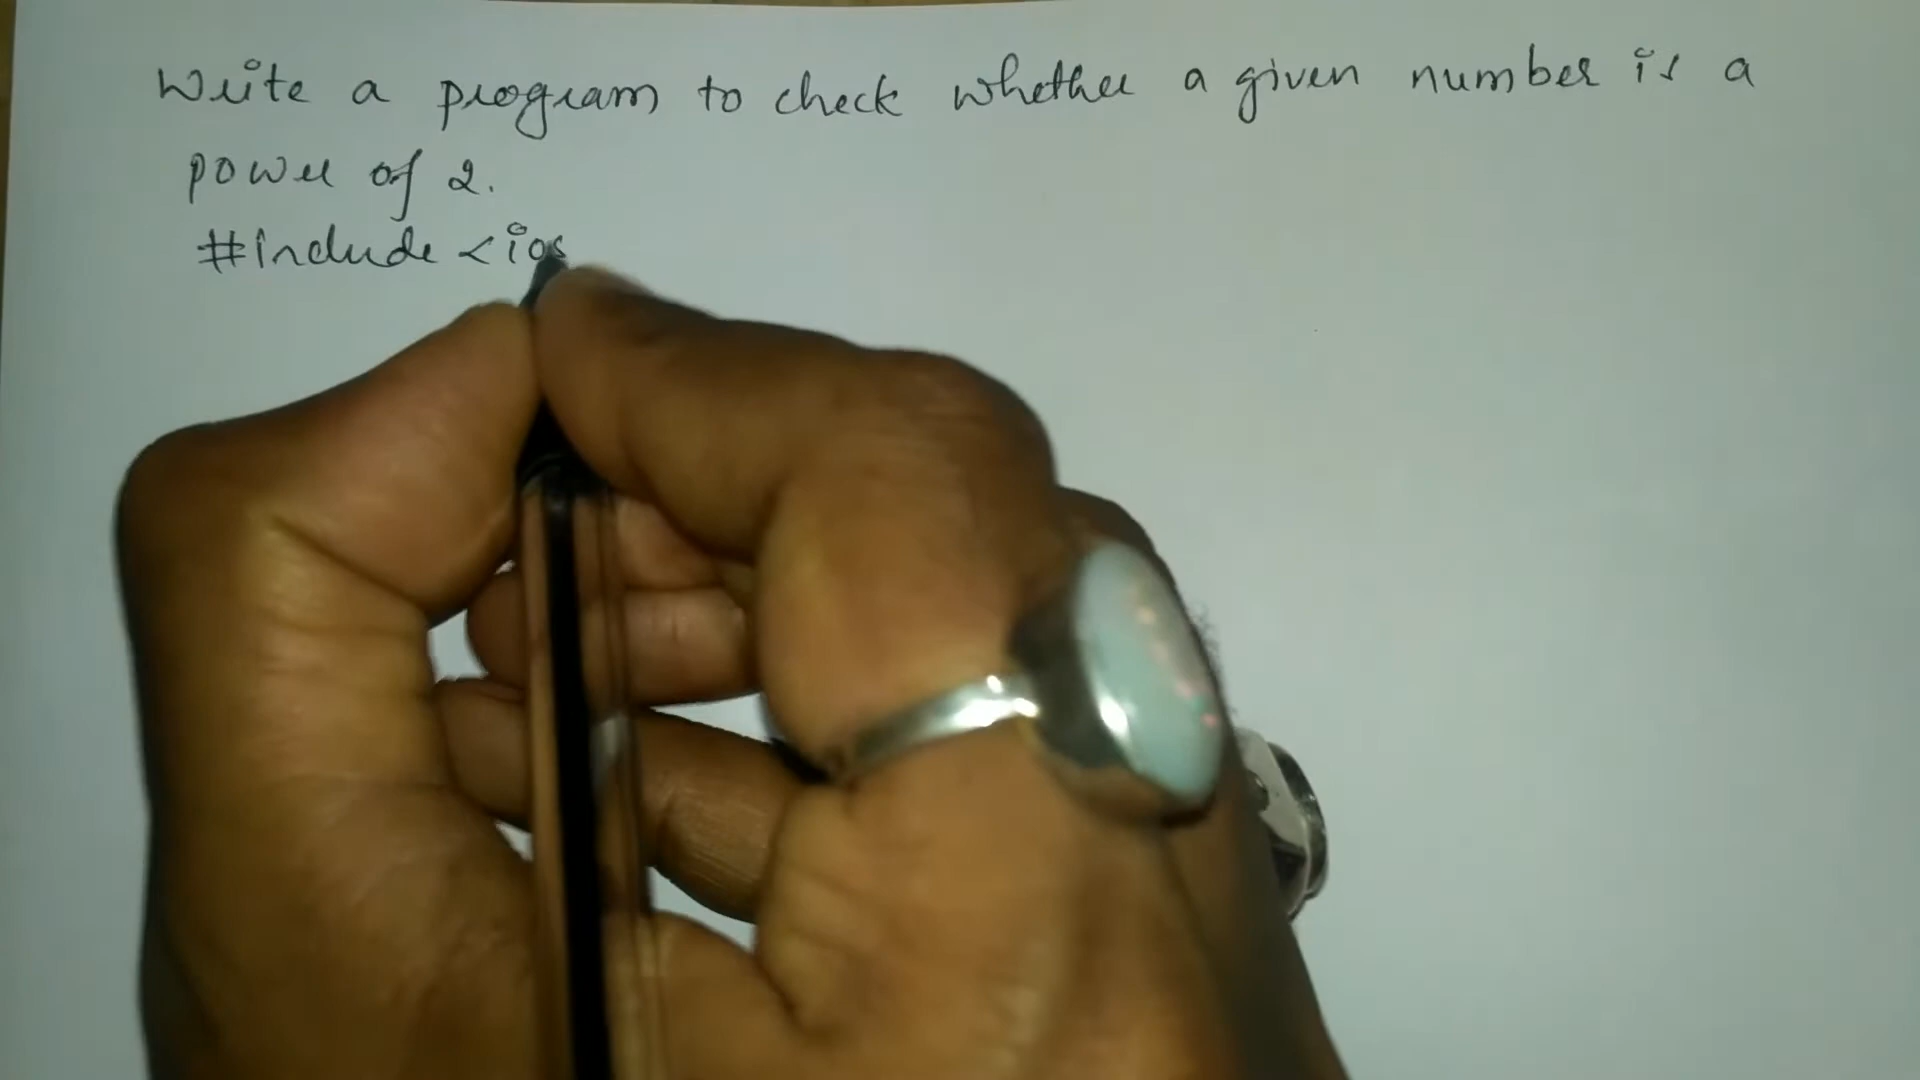 Write a program to check whether a given number is a
power of 2.
#include <ios